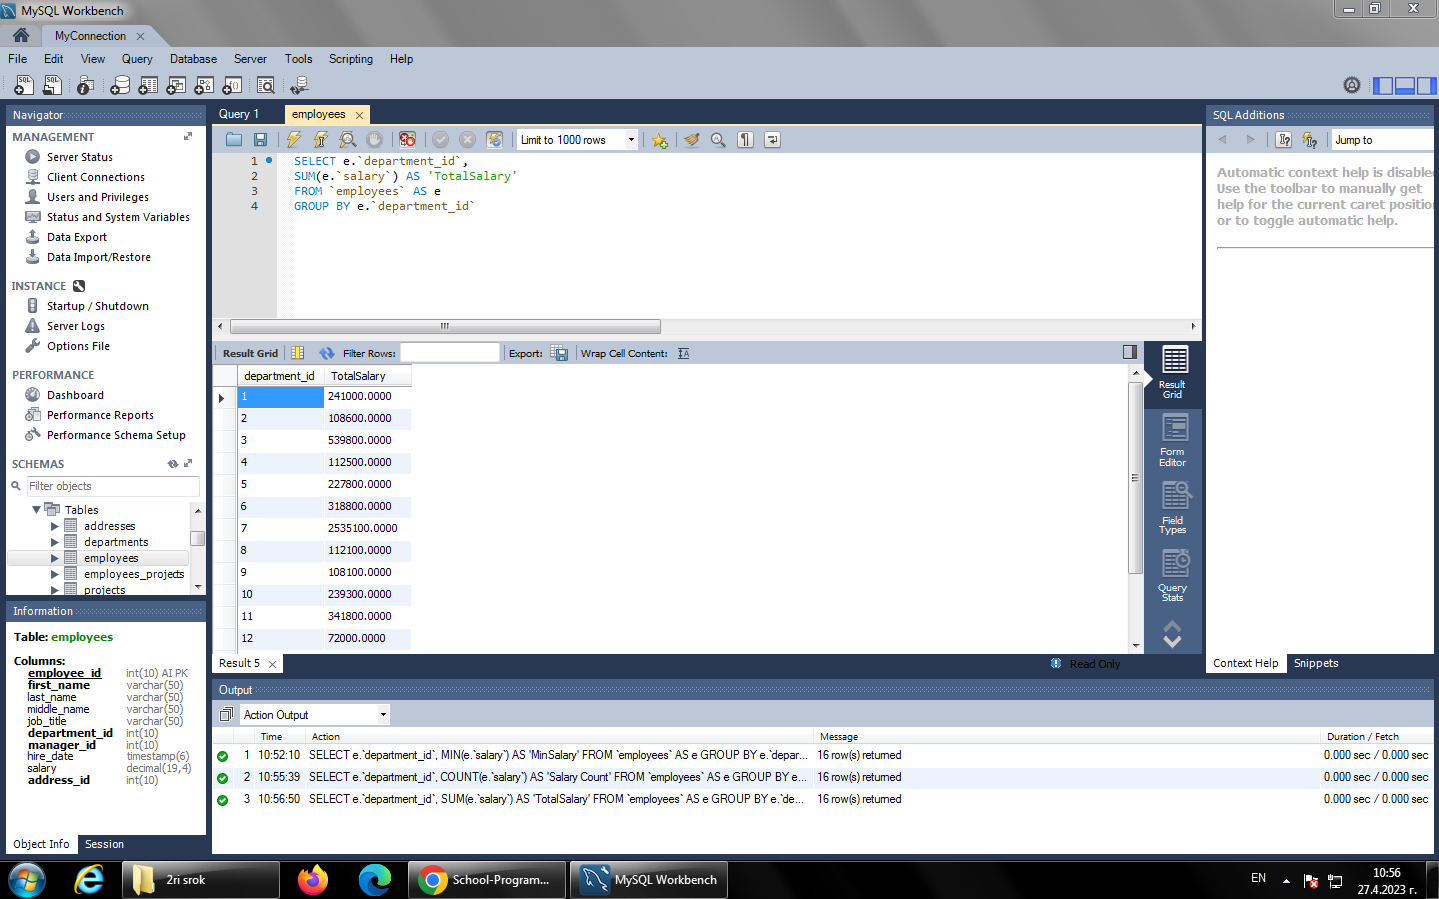 MySQL Workbench
MyConnection
File Edit View Query Database Server Tools Scripting Help
Navigator
MANAGEMENT
Server Status
Client Connections
Users and Privileges
Status and System Variables
Data Export
Data Import/Restore
INSTANCE
Startup / Shutdown
Server Logs
Options File
PERFORMANCE
Dashboard
Performance Reports
Performance Schema Setup
SCHEMAS
Filter objects
Tables
addresses
departments
employees
employees_projects
projects
Information
Table: employees
Columns:
employee_id int(10) AI PK
first_name varchar(50)
last_name varchar(50)
middle_name varchar(50)
job_title varchar(50)
department_id int(10)
manager_id int(10)
hire_date timestamp(6)
salary decimal(19,4)
address_id int(10)
Object Info Session
Query 1 employees
Limit to 1000 rows
1 SELECT e.`department_id`,
2 SUM(e.`salary`) AS 'TotalSalary'
3 FROM `employees` AS e
4 GROUP BY e.`department_id`
Result Grid Filter Rows: Export: Wrap Cell Content:
department_id TotalSalary
1 241000.0000
2 108600.0000
3 539800.0000
4 112500.0000
5 227800.0000
6 318800.0000
7 2535100.0000
8 112100.0000
9 108100.0000
10 239300.0000
11 341800.0000
12 72000.0000
Result Grid
Form Editor
Field Types
Query Stats
Result 5 Read Only
SQL Additions
Jump to
Automatic context help is disable
Use the toolbar to manually get
help for the current caret position
or to toggle automatic help.
Context Help Snippets
Output
Action Output
Time Action Message Duration / Fetch
1 10:52:10 SELECT e.`department_id`, MIN(e.`salary`) AS 'MinSalary' FROM `employees` AS e GROUP BY e.`depar... 16 row(s) returned 0.000 sec / 0.000 sec
2 10:55:39 SELECT e.`department_id`, COUNT(e.`salary`) AS 'Salary Count' FROM `employees` AS e GROUP BY e... 16 row(s) returned 0.000 sec / 0.000 sec
3 10:56:50 SELECT e.`department_id`, SUM(e.`salary`) AS 'TotalSalary' FROM `employees` AS e GROUP BY e.`de... 16 row(s) returned 0.000 sec / 0.000 sec
2ri srok
School-Program...
MySQL Workbench
EN
10:56
27.4.2023 г.